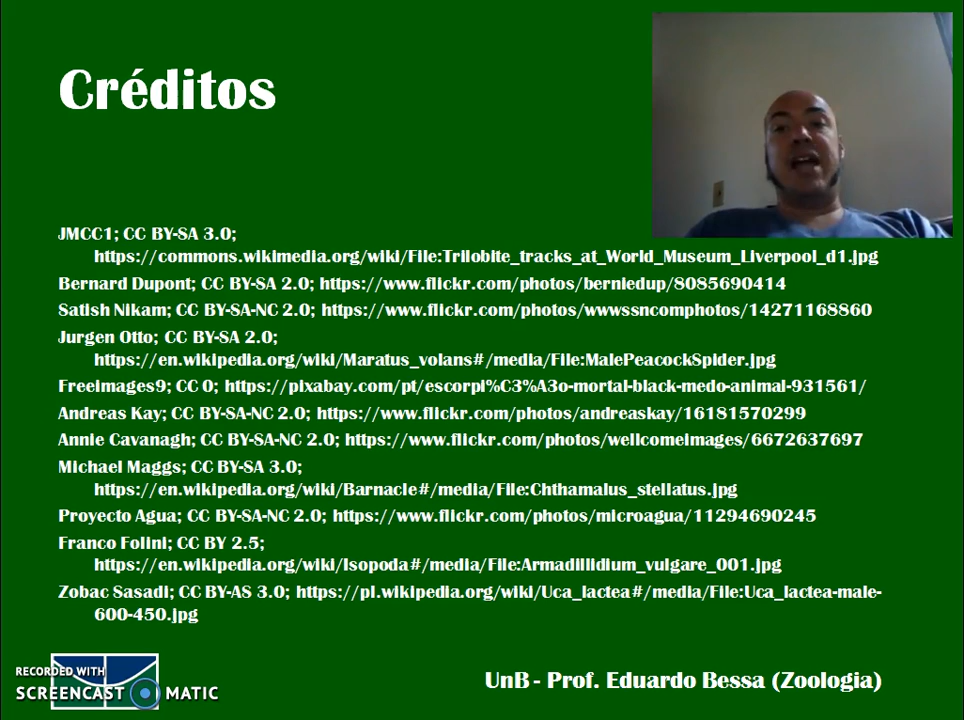 Créditos
JMCC1; CC BY-SA 3.0;
https://commons.wikimedia.org/wiki/File:Trilobite_tracks_at_World_Museum_Liverpool_d1.jpg
Bernard Dupont; CC BY-SA 2.0; https://www.flickr.com/photos/berniedup/8085690414
Satish Nikam; CC BY-SA-NC 2.0; https://www.flickr.com/photos/wwwssncomphotos/14271168860
Jurgen Otto; CC BY-SA 2.0;
https://en.wikipedia.org/wiki/Maratus_volans#/media/File:MalePeacockSpider.jpg
FreeImages9; CC 0; https://pixabay.com/pt/escorpi%C3%A3o-mortal-black-medo-animal-931561/
Andreas Kay; CC BY-SA-NC 2.0; https://www.flickr.com/photos/andreaskay/16181570299
Annie Cavanagh; CC BY-SA-NC 2.0; https://www.flickr.com/photos/wellcomeimages/6672637697
Michael Maggs; CC BY-SA 3.0;
https://en.wikipedia.org/wiki/Barnacle#/media/File:Chthamalus_stellatus.jpg
Proyecto Agua; CC BY-SA-NC 2.0; https://www.flickr.com/photos/microagua/11294690245
Franco Folini; CC BY 2.5;
https://en.wikipedia.org/wiki/Isopoda#/media/File:Armadillidium_vulgare_001.jpg
Zobac Sasadi; CC BY-AS 3.0; https://pl.wikipedia.org/wiki/Uca_lactea#/media/File:Uca_lactea-male-
600-450.jpg
RECORDED WITH
SCREENCAST MATIC
UnB - Prof. Eduardo Bessa (Zoologia)